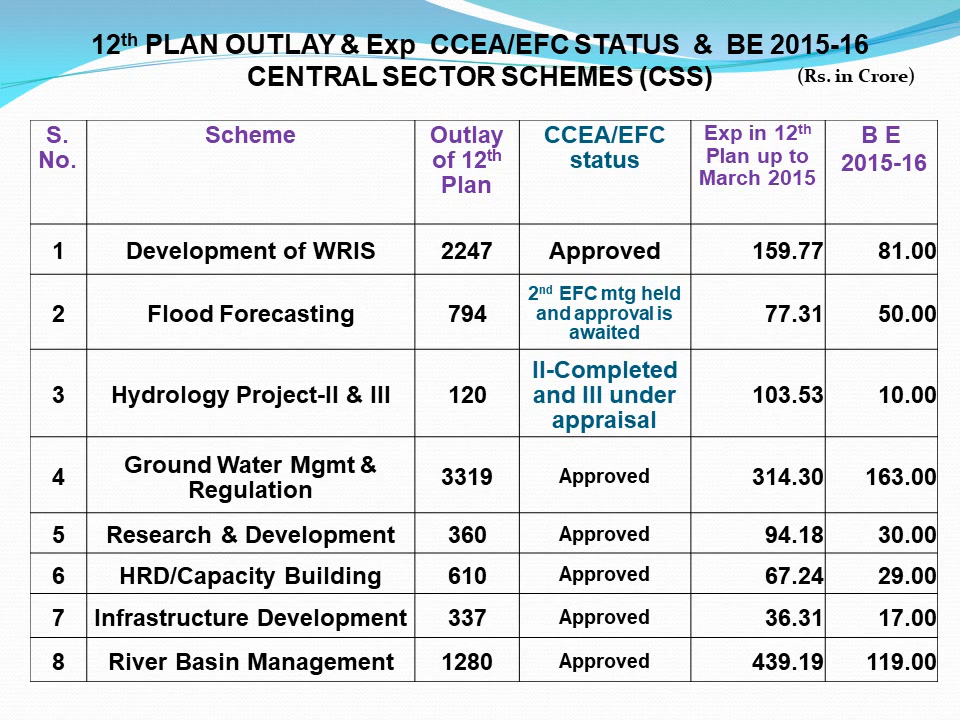 12th PLAN OUTLAY & Exp CCEA/EFC STATUS & BE 2015-16
CENTRAL SECTOR SCHEMES (CSS) (Rs. in Crore)
S. No. Scheme Outlay of 12th Plan CCEA/EFC status Exp in 12th Plan up to March 2015 B E 2015-16
1 Development of WRIS 2247 Approved 159.77 81.00
2 Flood Forecasting 794 2nd EFC mtg held and approval is awaited 77.31 50.00
3 Hydrology Project-II & III 120 II-Completed and III under appraisal 103.53 10.00
4 Ground Water Mgmt & Regulation 3319 Approved 314.30 163.00
5 Research & Development 360 Approved 94.18 30.00
6 HRD/Capacity Building 610 Approved 67.24 29.00
7 Infrastructure Development 337 Approved 36.31 17.00
8 River Basin Management 1280 Approved 439.19 119.00